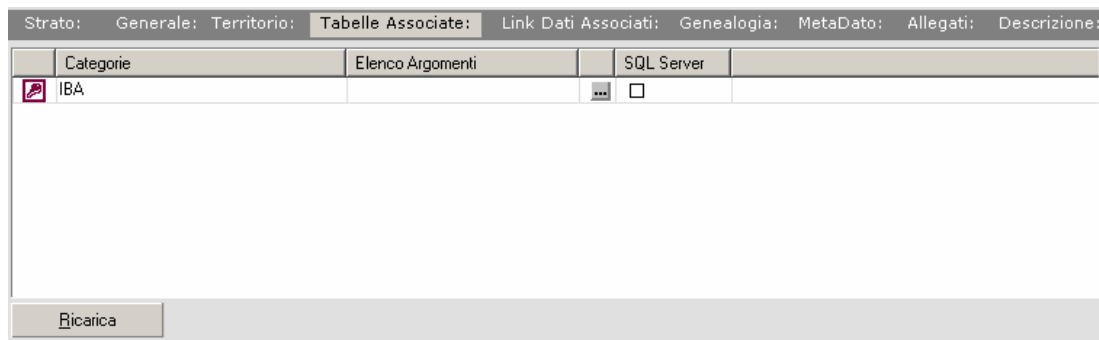 Strato: Generale: Territorio: Tabelle Associate: Link Dati Associati: Genealogia: MetaDato: Allegati: Descrizione:
Categorie Elenco Argomenti SQL Server
IBA ...
Ricarica